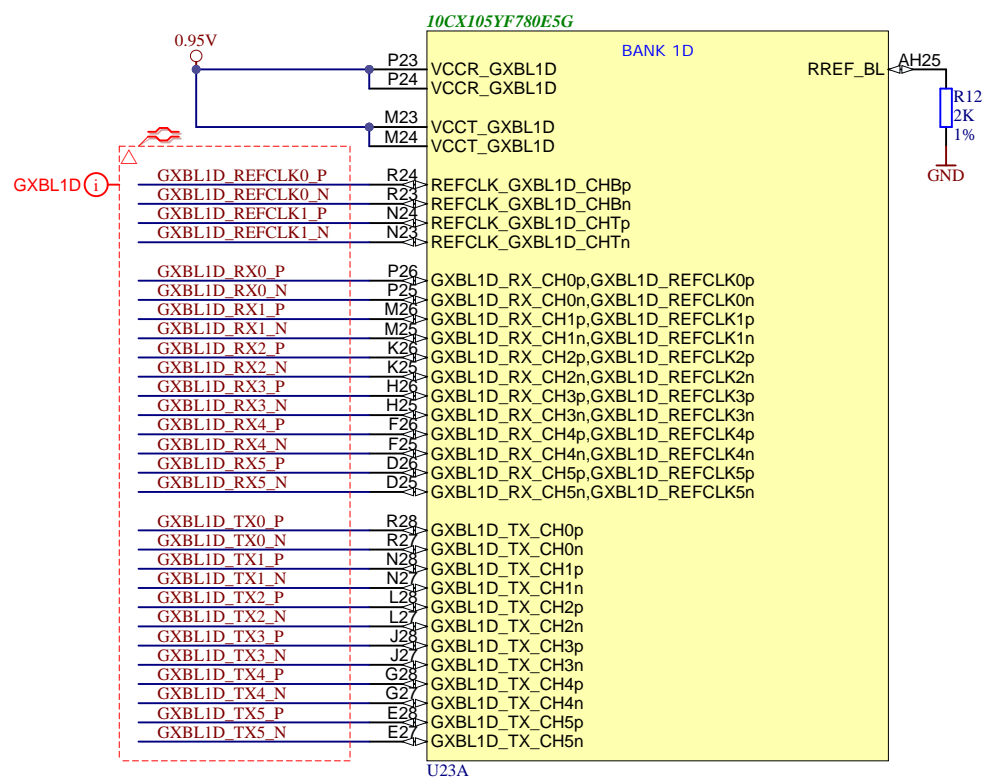 10CX105YF780E5G
BANK 1D
0.95V
P23 VCCR_GXBL1D
P24 VCCR_GXBL1D
M23 VCCT_GXBL1D
M24 VCCT_GXBL1D
RREF_BL AH25
R12
2K
1%
GND
GXBL1D i
GXBL1D_REFCLK0_P R24 REFCLK_GXBL1D_CHBp
GXBL1D_REFCLK0_N R23 REFCLK_GXBL1D_CHBn
GXBL1D_REFCLK1_P N24 REFCLK_GXBL1D_CHTp
GXBL1D_REFCLK1_N N23 REFCLK_GXBL1D_CHTn
GXBL1D_RX0_P P26 GXBL1D_RX_CH0p,GXBL1D_REFCLK0p
GXBL1D_RX0_N P25 GXBL1D_RX_CH0n,GXBL1D_REFCLK0n
GXBL1D_RX1_P M26 GXBL1D_RX_CH1p,GXBL1D_REFCLK1p
GXBL1D_RX1_N M25 GXBL1D_RX_CH1n,GXBL1D_REFCLK1n
GXBL1D_RX2_P K26 GXBL1D_RX_CH2p,GXBL1D_REFCLK2p
GXBL1D_RX2_N K25 GXBL1D_RX_CH2n,GXBL1D_REFCLK2n
GXBL1D_RX3_P H26 GXBL1D_RX_CH3p,GXBL1D_REFCLK3p
GXBL1D_RX3_N H25 GXBL1D_RX_CH3n,GXBL1D_REFCLK3n
GXBL1D_RX4_P F26 GXBL1D_RX_CH4p,GXBL1D_REFCLK4p
GXBL1D_RX4_N F25 GXBL1D_RX_CH4n,GXBL1D_REFCLK4n
GXBL1D_RX5_P D26 GXBL1D_RX_CH5p,GXBL1D_REFCLK5p
GXBL1D_RX5_N D25 GXBL1D_RX_CH5n,GXBL1D_REFCLK5n
GXBL1D_TX0_P R28 GXBL1D_TX_CH0p
GXBL1D_TX0_N R27 GXBL1D_TX_CH0n
GXBL1D_TX1_P N28 GXBL1D_TX_CH1p
GXBL1D_TX1_N N27 GXBL1D_TX_CH1n
GXBL1D_TX2_P L28 GXBL1D_TX_CH2p
GXBL1D_TX2_N L27 GXBL1D_TX_CH2n
GXBL1D_TX3_P J28 GXBL1D_TX_CH3p
GXBL1D_TX3_N J27 GXBL1D_TX_CH3n
GXBL1D_TX4_P G28 GXBL1D_TX_CH4p
GXBL1D_TX4_N G27 GXBL1D_TX_CH4n
GXBL1D_TX5_P E28 GXBL1D_TX_CH5p
GXBL1D_TX5_N E27 GXBL1D_TX_CH5n
U23A